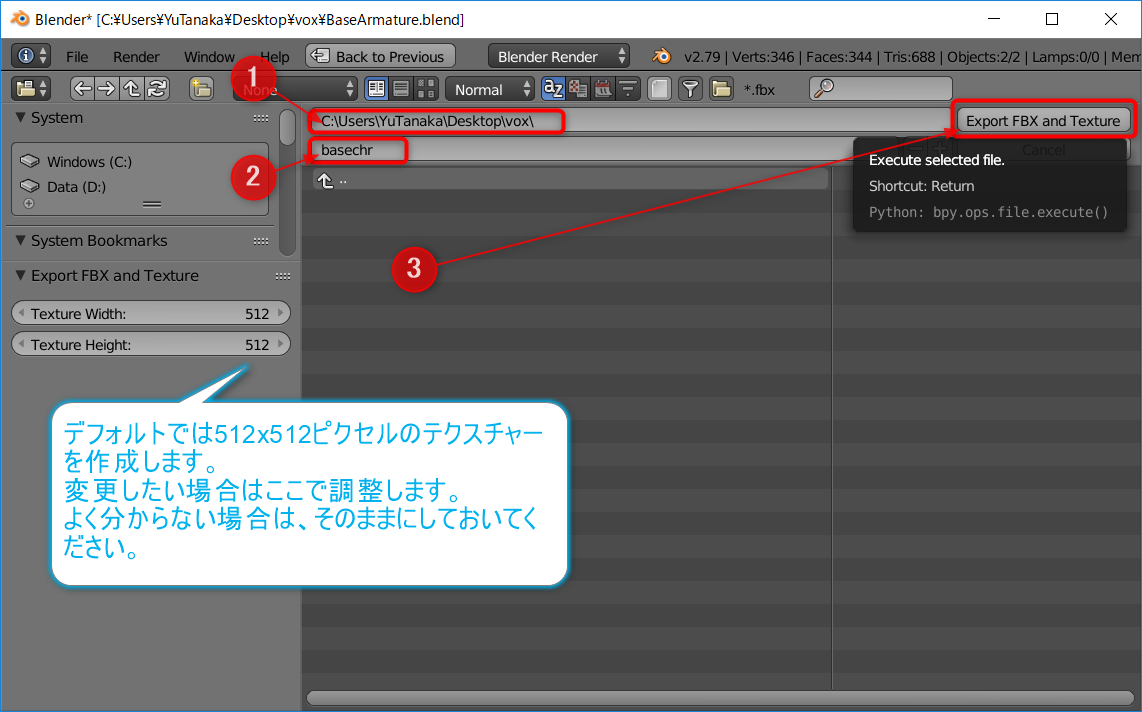 Blender* [C:¥Users¥YuTanaka¥Desktop¥vox¥BaseArmature.blend]
File Render Window Help Back to Previous Blender Render v2.79 | Verts:346 | Faces:344 | Tris:688 | Objects:2/2 | Lamps:0/0 | Mem
1
None Normal *.fbx
System
C:\Users\YuTanaka\Desktop\vox\
Export FBX and Texture
basechr
Cancel
2
Windows (C:)
Data (D:)
..
Execute selected file.
Shortcut: Return
Python: bpy.ops.file.execute()
System Bookmarks
3
Export FBX and Texture
Texture Width: 512
Texture Height: 512
デフォルトでは512x512ピクセルのテクスチャー
を作成します。
変更したい場合はここで調整します。
よく分からない場合は、そのままにしておいてく
ださい。